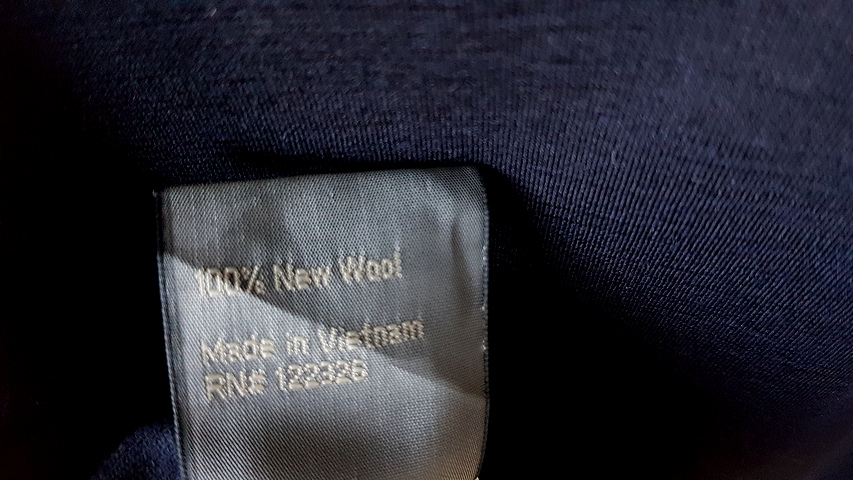 100% New Wool
Made in Vietnam
RN# 122326